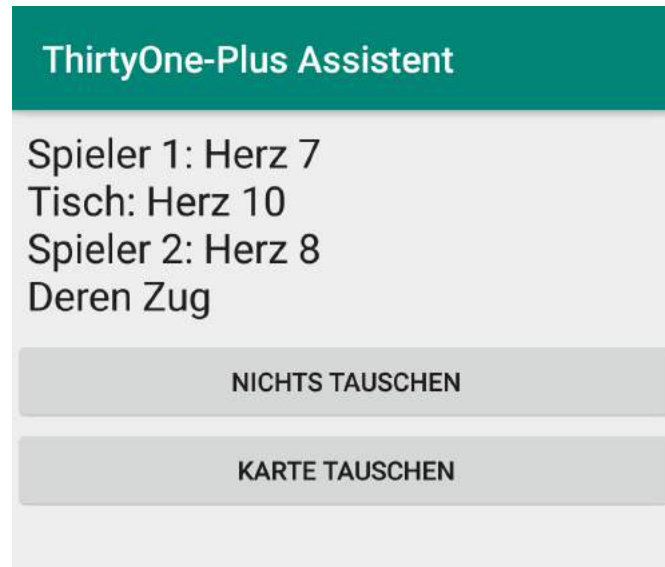 ThirtyOne-Plus Assistent
Spieler 1: Herz 7
Tisch: Herz 10
Spieler 2: Herz 8
Deren Zug
NICHTS TAUSCHEN
KARTE TAUSCHEN